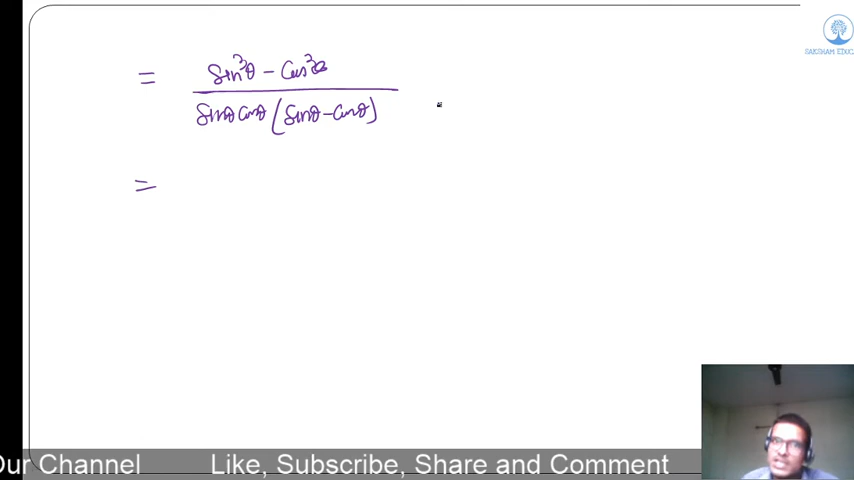 = sin³θ - cos³θ
sinθ cosθ (sinθ - cosθ)
=
Our Channel Like, Subscribe, Share and Comment